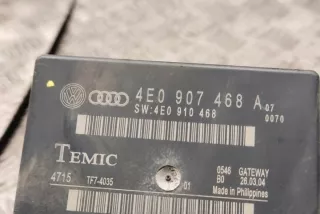 4E0 907 468 A
07
SW:4E0 910 468
0070
TEMIC
0546 GATEWAY
4715 TF7-4035
B0 26.03.04
01
Made in Philippines